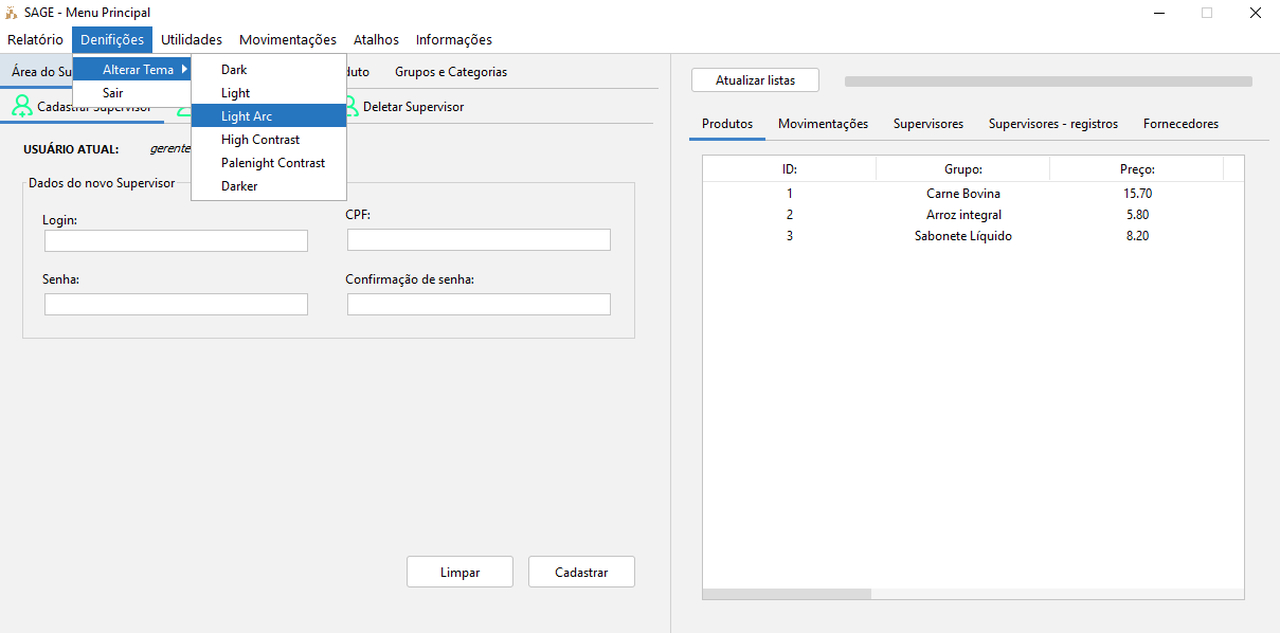 SAGE - Menu Principal
Relatório Denifições Utilidades Movimentações Atalhos Informações
Alterar Tema
Sair
Dark
Light
Light Arc
High Contrast
Palenight Contrast
Darker
Área do Su
Grupos e Categorias
Cadastrar Supervisor
Deletar Supervisor
USUÁRIO ATUAL: gerente
Dados do novo Supervisor
Login:
CPF:
Senha:
Confirmação de senha:
Limpar
Cadastrar
Atualizar listas
Produtos Movimentações Supervisores Supervisores - registros Fornecedores
ID: Grupo: Preço:
1 Carne Bovina 15.70
2 Arroz integral 5.80
3 Sabonete Líquido 8.20